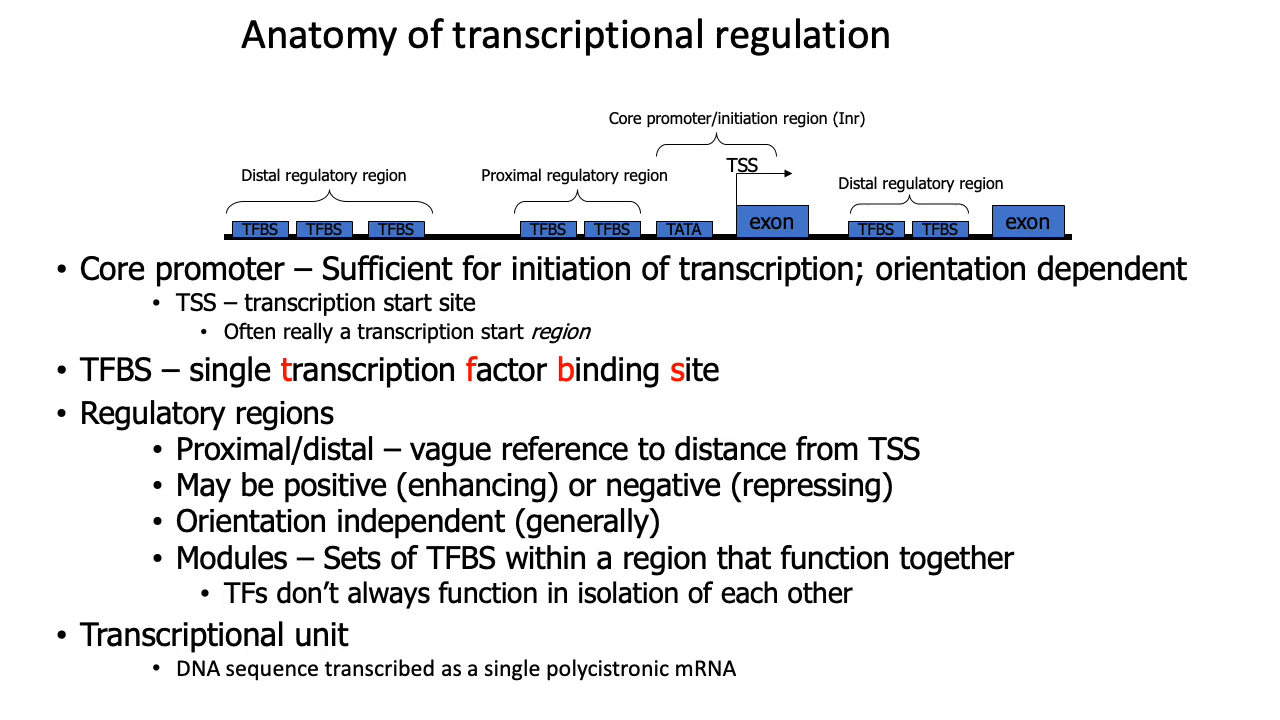 Anatomy of transcriptional regulation
Core promoter/initiation region (Inr)
TSS
Distal regulatory region
Proximal regulatory region
Distal regulatory region
TFBS TFBS TFBS TFBS TFBS TATA exon TFBS TFBS exon
• Core promoter – Sufficient for initiation of transcription; orientation dependent
• TSS – transcription start site
• Often really a transcription start region
• TFBS – single transcription factor binding site
• Regulatory regions
• Proximal/distal – vague reference to distance from TSS
• May be positive (enhancing) or negative (repressing)
• Orientation independent (generally)
• Modules – Sets of TFBS within a region that function together
• TFs don’t always function in isolation of each other
• Transcriptional unit
• DNA sequence transcribed as a single polycistronic mRNA